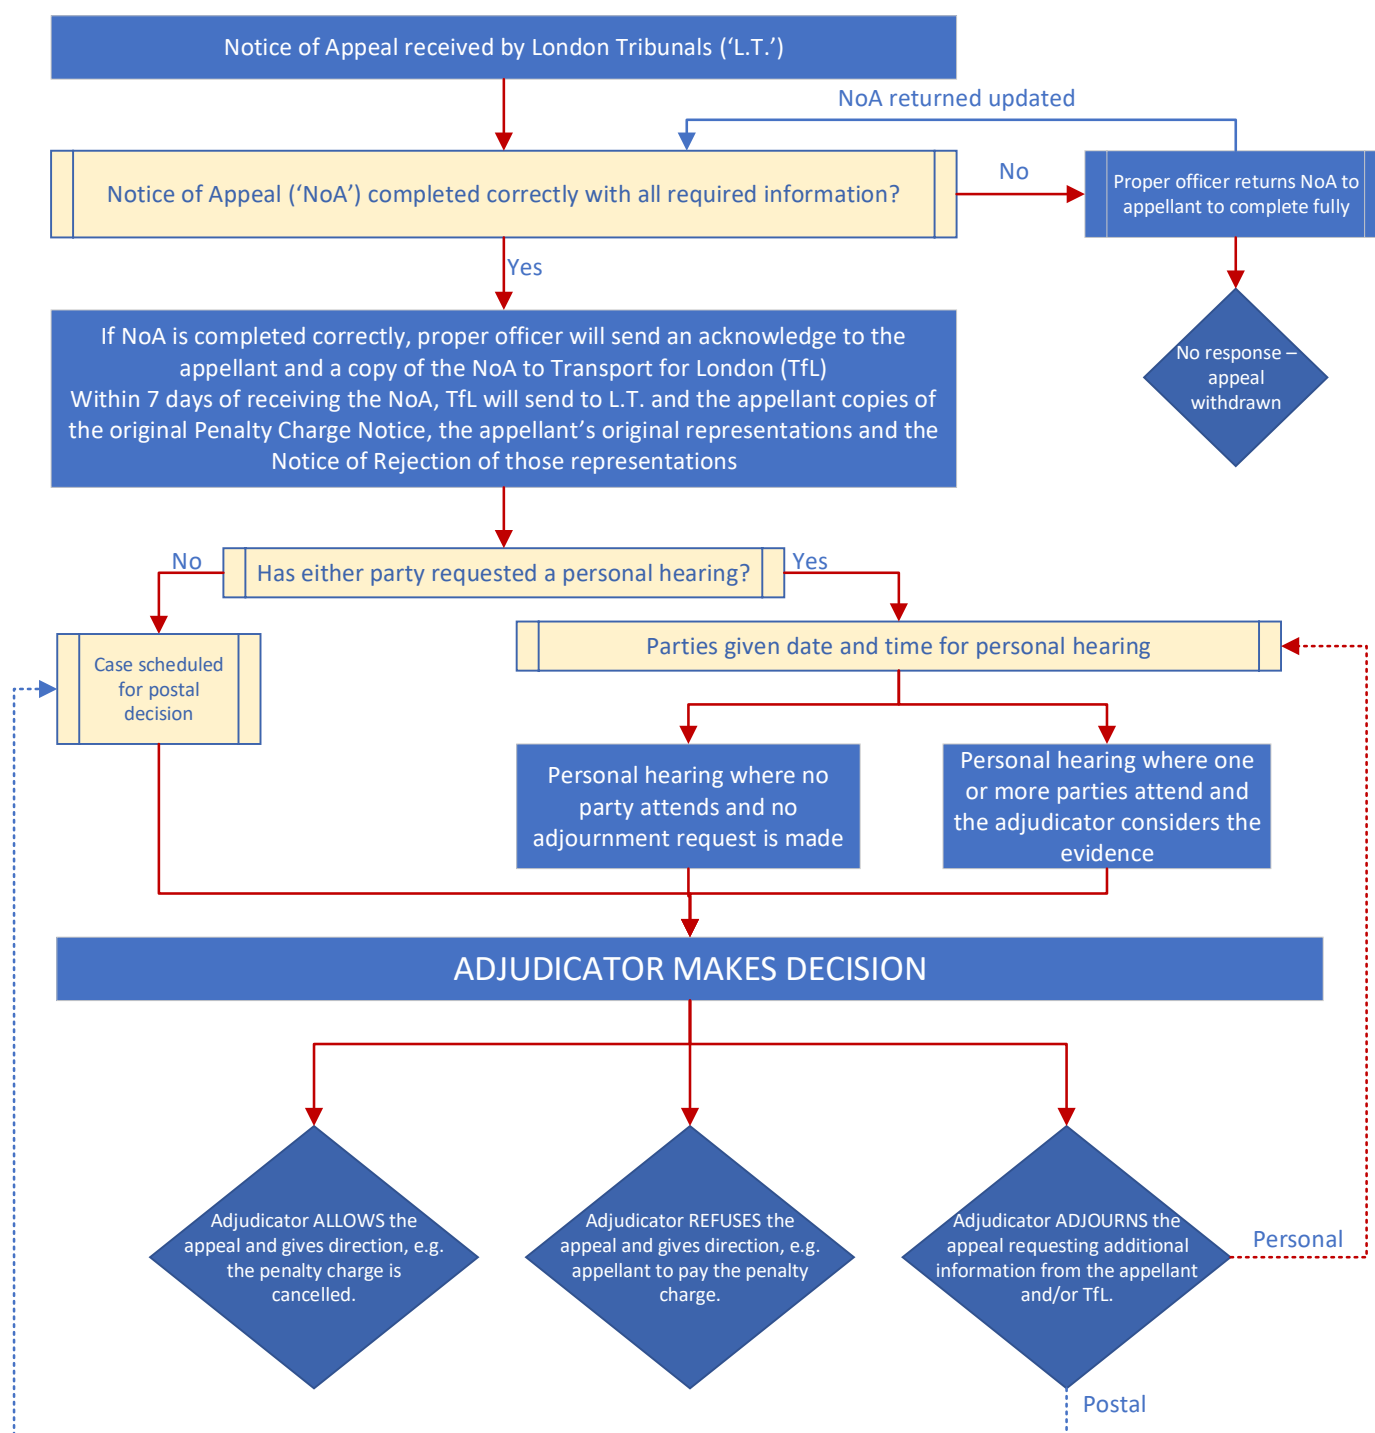 Notice of Appeal received by London Tribunals (‘L.T.’)
NoA returned updated
Notice of Appeal (‘NoA’) completed correctly with all required information?
No
Proper officer returns NoA to
appellant to complete fully
Yes
No response –
appeal
withdrawn
If NoA is completed correctly, proper officer will send an acknowledge to the
appellant and a copy of the NoA to Transport for London (TfL)
Within 7 days of receiving the NoA, TfL will send to L.T. and the appellant copies of
the original Penalty Charge Notice, the appellant’s original representations and the
Notice of Rejection of those representations
No
Has either party requested a personal hearing?
Yes
Case scheduled
for postal
decision
Parties given date and time for personal hearing
Personal hearing where no
party attends and no
adjournment request is made
Personal hearing where one
or more parties attend and
the adjudicator considers the
evidence
ADJUDICATOR MAKES DECISION
Adjudicator ALLOWS the
appeal and gives direction, e.g.
the penalty charge is
cancelled.
Adjudicator REFUSES the
appeal and gives direction, e.g.
appellant to pay the penalty
charge.
Adjudicator ADJOURNS the
appeal requesting additional
information from the appellant
and/or TfL.
Personal
Postal